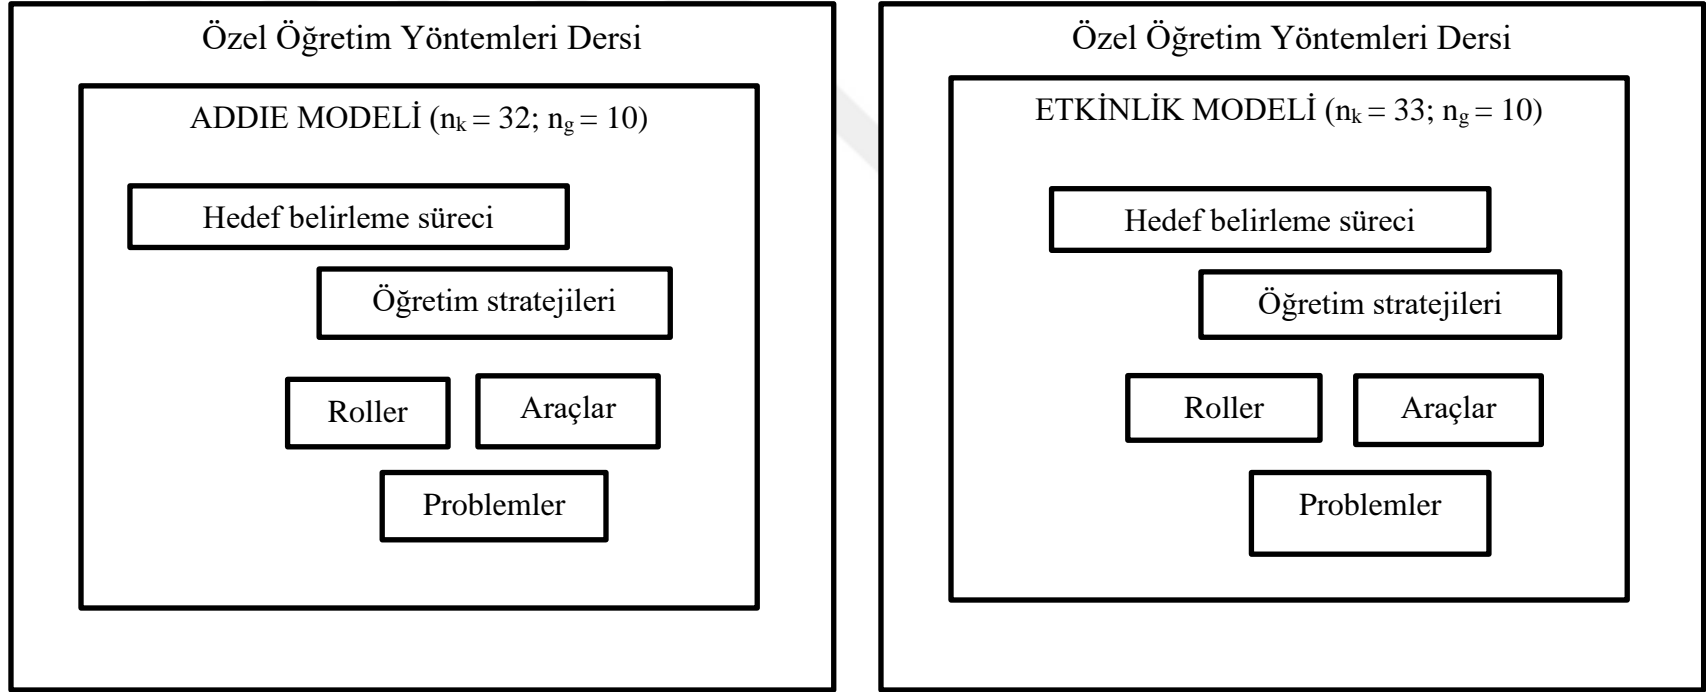 Özel Öğretim Yöntemleri Dersi
ADDIE MODELİ (nk = 32; ng = 10)
Hedef belirleme süreci
Öğretim stratejileri
Roller
Araçlar
Problemler
Özel Öğretim Yöntemleri Dersi
ETKİNLİK MODELİ (nk = 33; ng = 10)
Hedef belirleme süreci
Öğretim stratejileri
Roller
Araçlar
Problemler